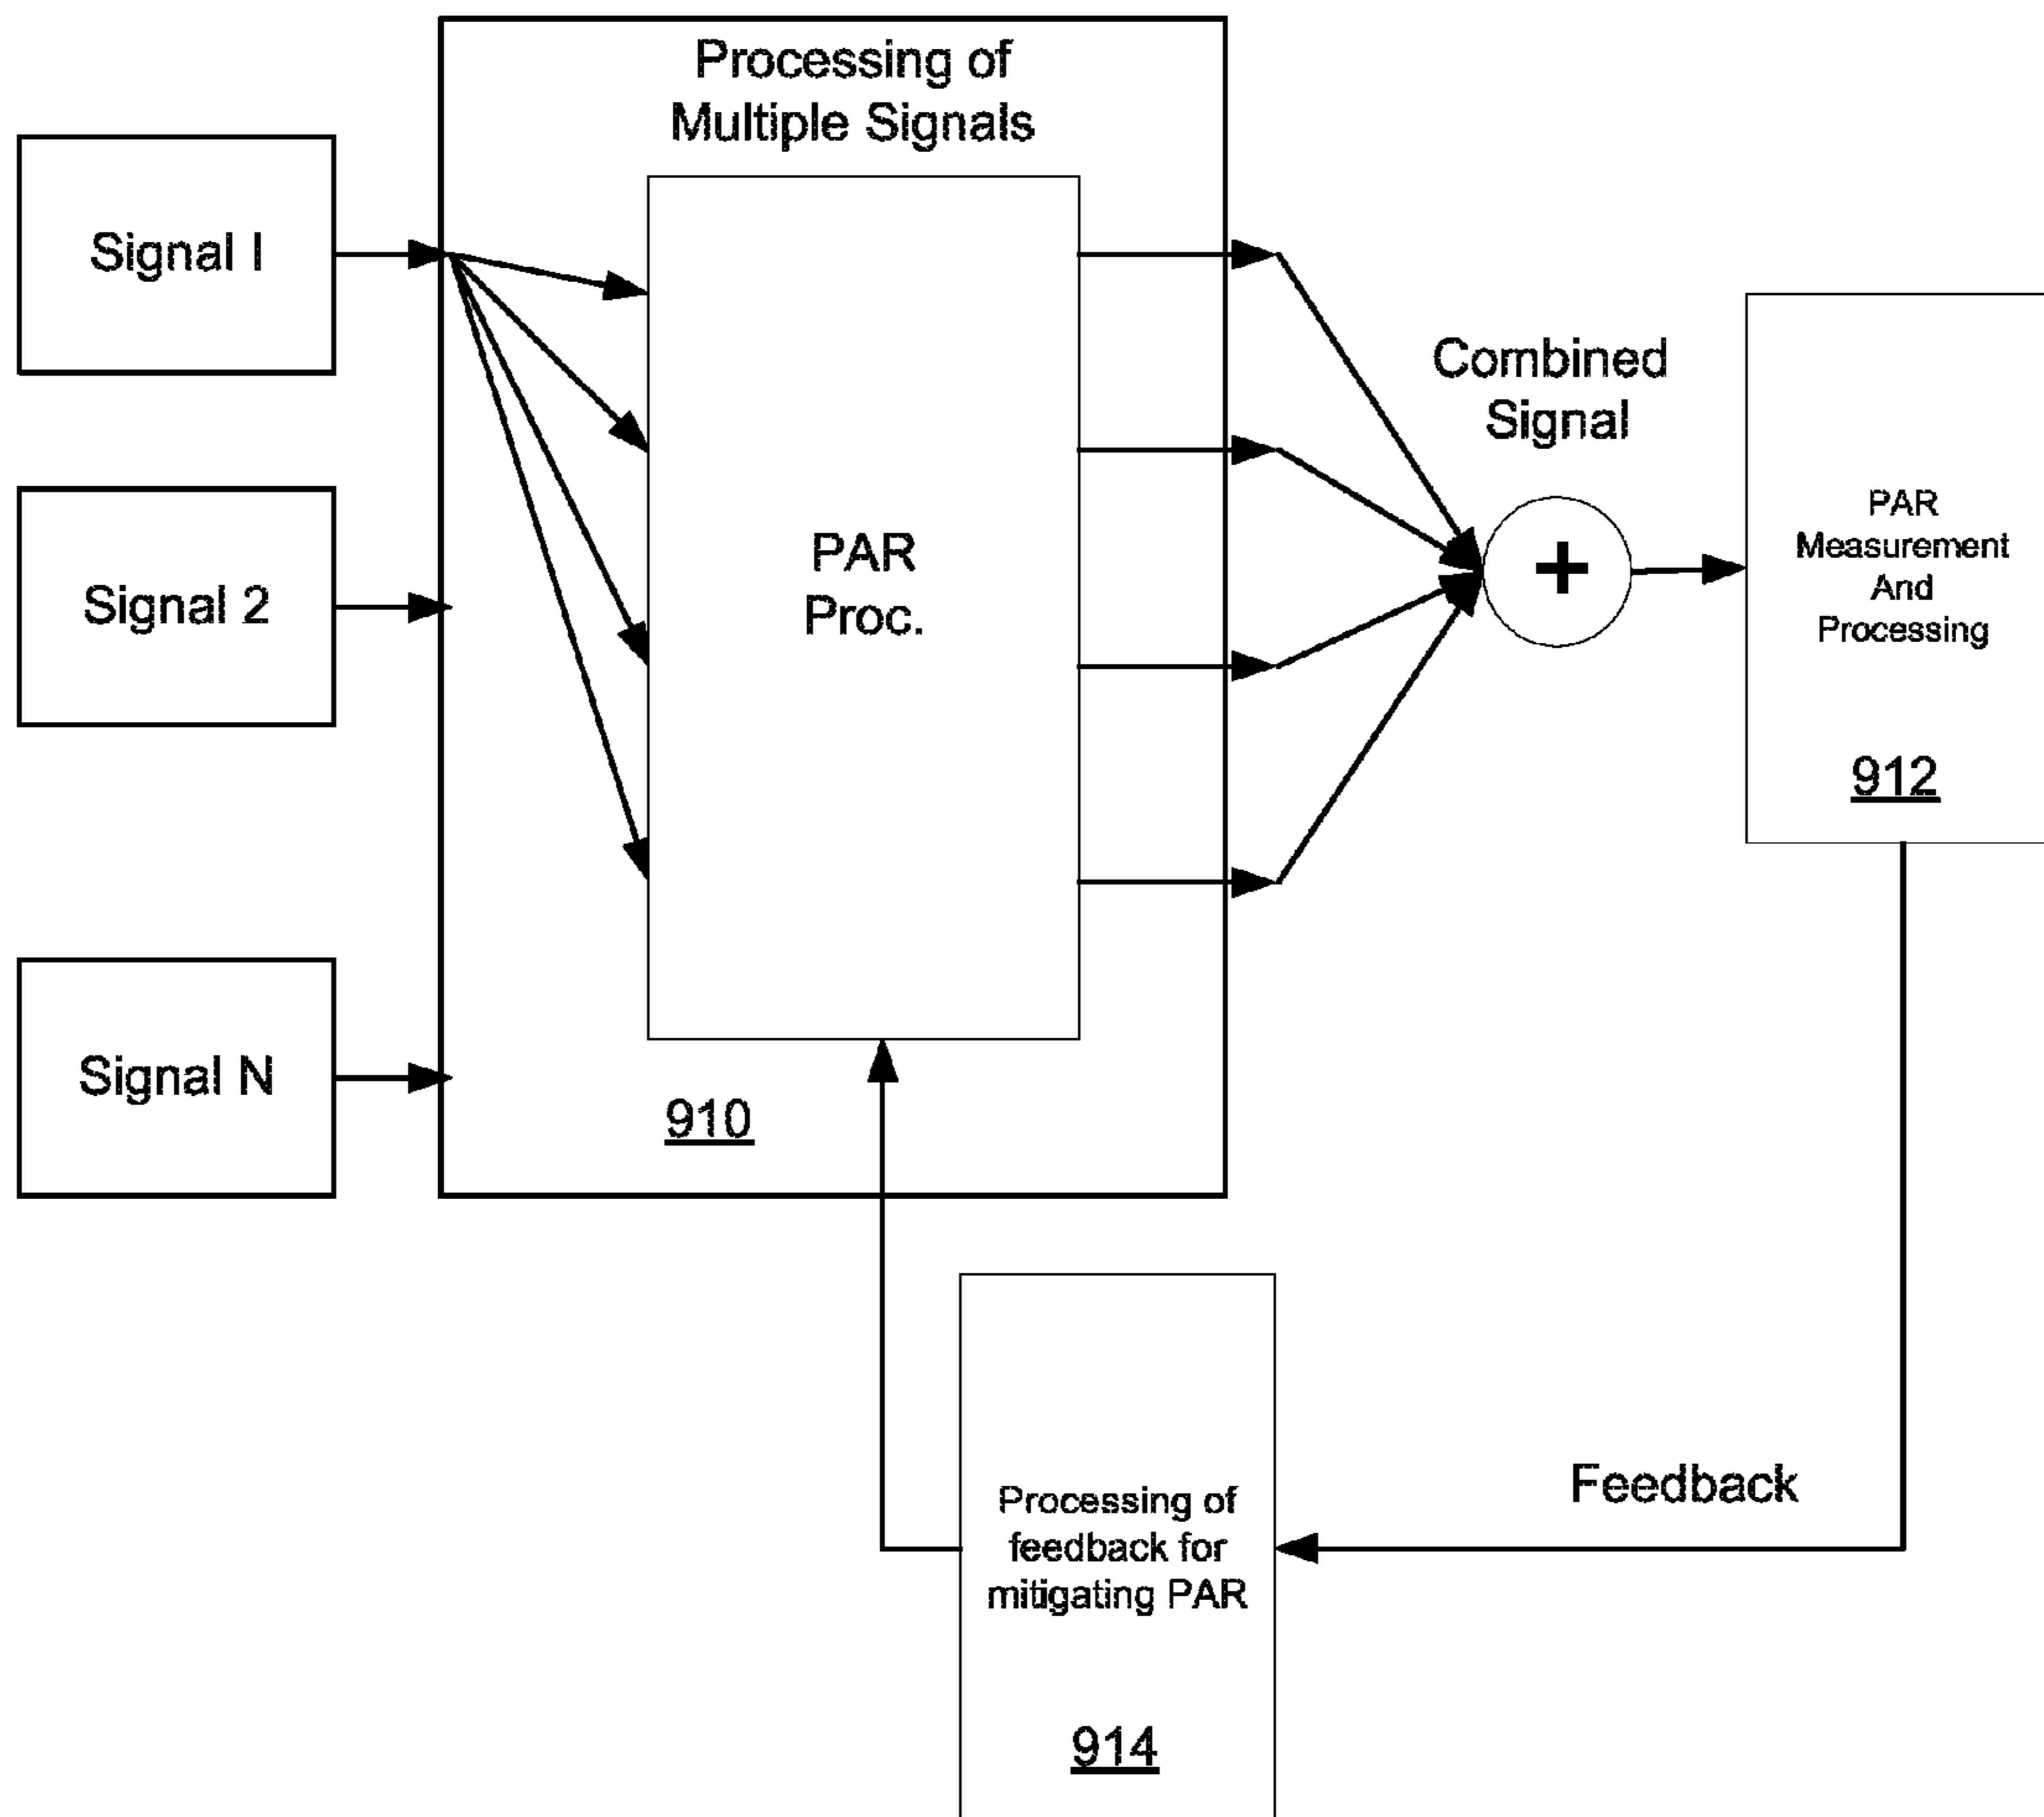 Processing of
Multiple Signals
Signal I
Signal 2
Signal N
PAR
Proc.
910
Combined
Signal
+
PAR
Measurement
And
Processing
912
Feedback
Processing of
feedback for
mitigating PAR
914